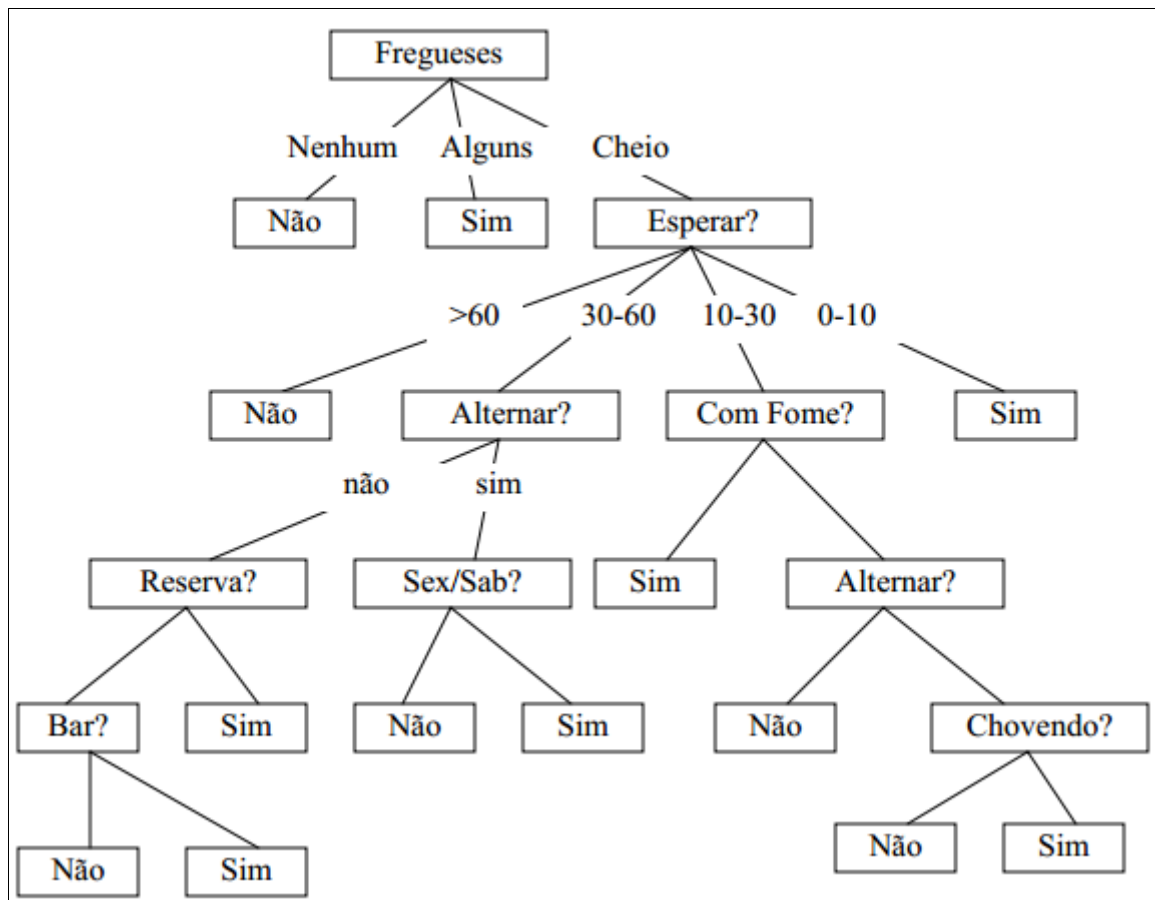 Fregueses
Nenhum Alguns Cheio
Não Sim Esperar?
>60 30-60 10-30 0-10
Não Alternar? Com Fome? Sim
não sim
Reserva? Sex/Sab? Sim Alternar?
Bar? Sim Não Sim Não Chovendo?
Não Sim
Não Sim